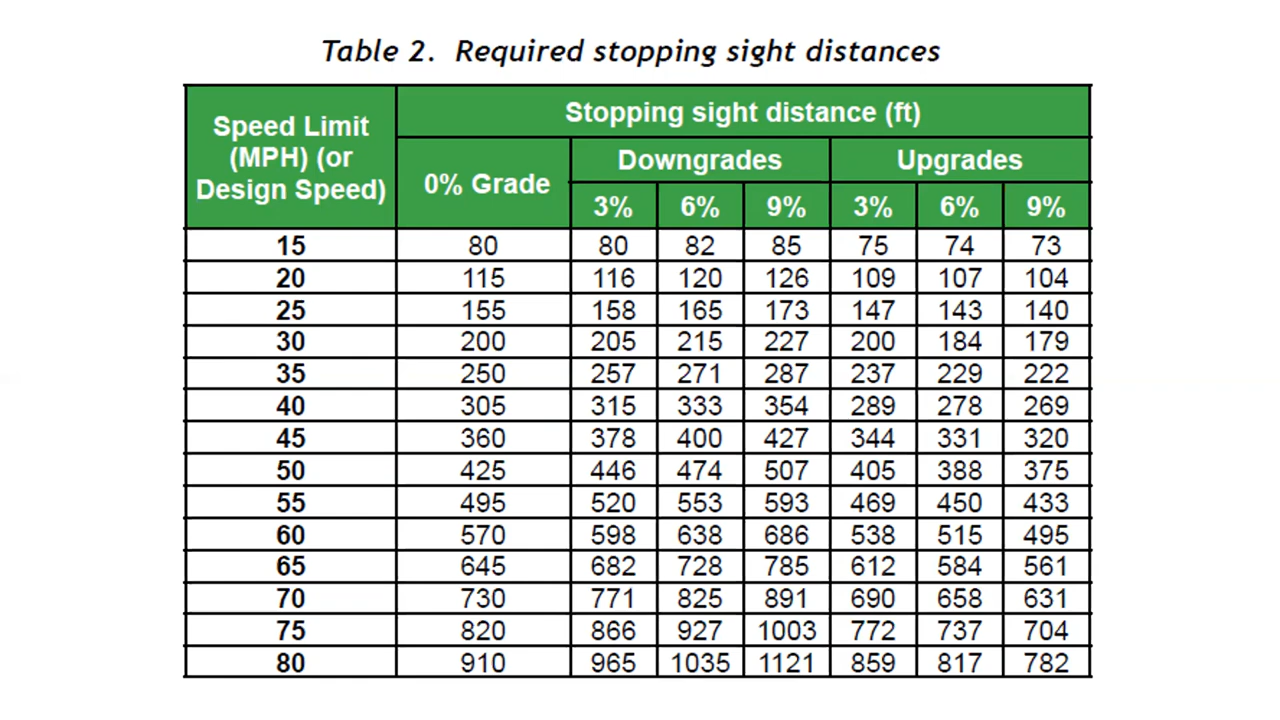 Table 2. Required stopping sight distances
Speed Limit
(MPH) (or
Design Speed)
Stopping sight distance (ft)
0% Grade
Downgrades
Upgrades
3% 6% 9% 3% 6% 9%
15 80 80 82 85 75 74 73
20 115 116 120 126 109 107 104
25 155 158 165 173 147 143 140
30 200 205 215 227 200 184 179
35 250 257 271 287 237 229 222
40 305 315 333 354 289 278 269
45 360 378 400 427 344 331 320
50 425 446 474 507 405 388 375
55 495 520 553 593 469 450 433
60 570 598 638 686 538 515 495
65 645 682 728 785 612 584 561
70 730 771 825 891 690 658 631
75 820 866 927 1003 772 737 704
80 910 965 1035 1121 859 817 782